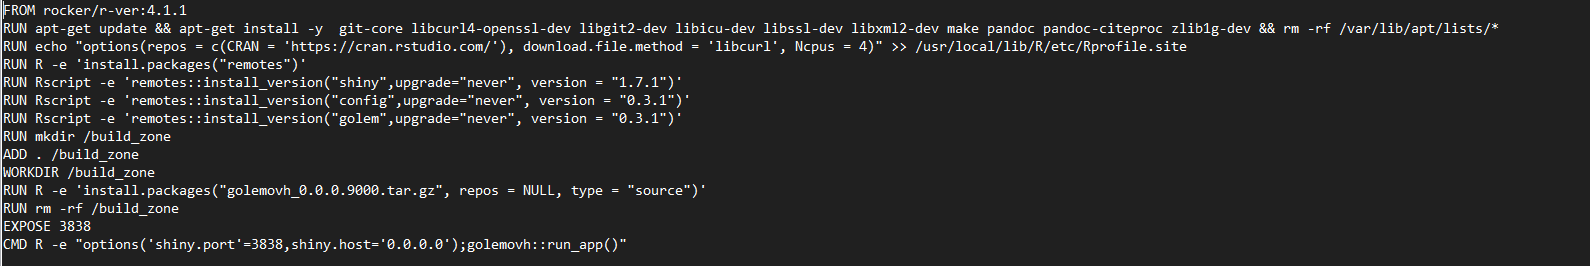 FROM rocker/r-ver:4.1.1
RUN apt-get update && apt-get install -y  git-core libcurl4-openssl-dev libgit2-dev libicu-dev libssl-dev libxml2-dev make pandoc pandoc-citeproc zlib1g-dev && rm -rf /var/lib/apt/lists/*
RUN echo "options(repos = c(CRAN = 'https://cran.rstudio.com/'), download.file.method = 'libcurl', Ncpus = 4)" >> /usr/local/lib/R/etc/Rprofile.site
RUN R -e 'install.packages("remotes")'
RUN Rscript -e 'remotes::install_version("shiny",upgrade="never", version = "1.7.1")'
RUN Rscript -e 'remotes::install_version("config",upgrade="never", version = "0.3.1")'
RUN Rscript -e 'remotes::install_version("golem",upgrade="never", version = "0.3.1")'
RUN mkdir /build_zone
ADD . /build_zone
WORKDIR /build_zone
RUN R -e 'install.packages("golemovh_0.0.0.9000.tar.gz", repos = NULL, type = "source")'
RUN rm -rf /build_zone
EXPOSE 3838
CMD R -e "options('shiny.port'=3838,shiny.host='0.0.0.0');golemovh::run_app()"